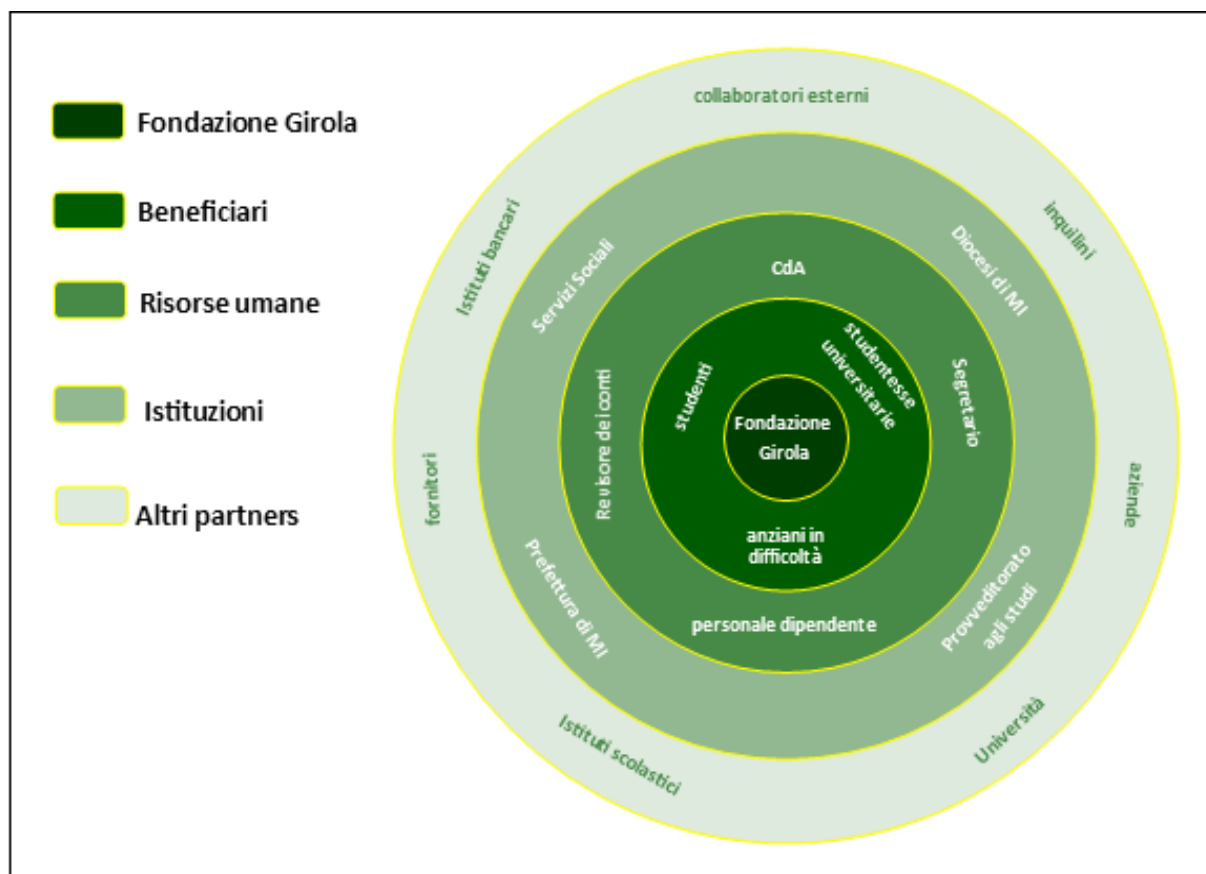 Fondazione Girola
Beneficiari
Risorse umane
Istituzioni
Altri partners
collaboratori esterni
inquilini
aziende
Università
Istituti scolastici
fornitori
Istituti bancari
Servizi Sociali
Diocesi di MI
Provveditorato
agli studi
Prefettura di MI
CdA
Segretario
personale dipendente
Revisore dei conti
studenti
studentesse
universitarie
anziani in
difficoltà
Fondazione
Girola